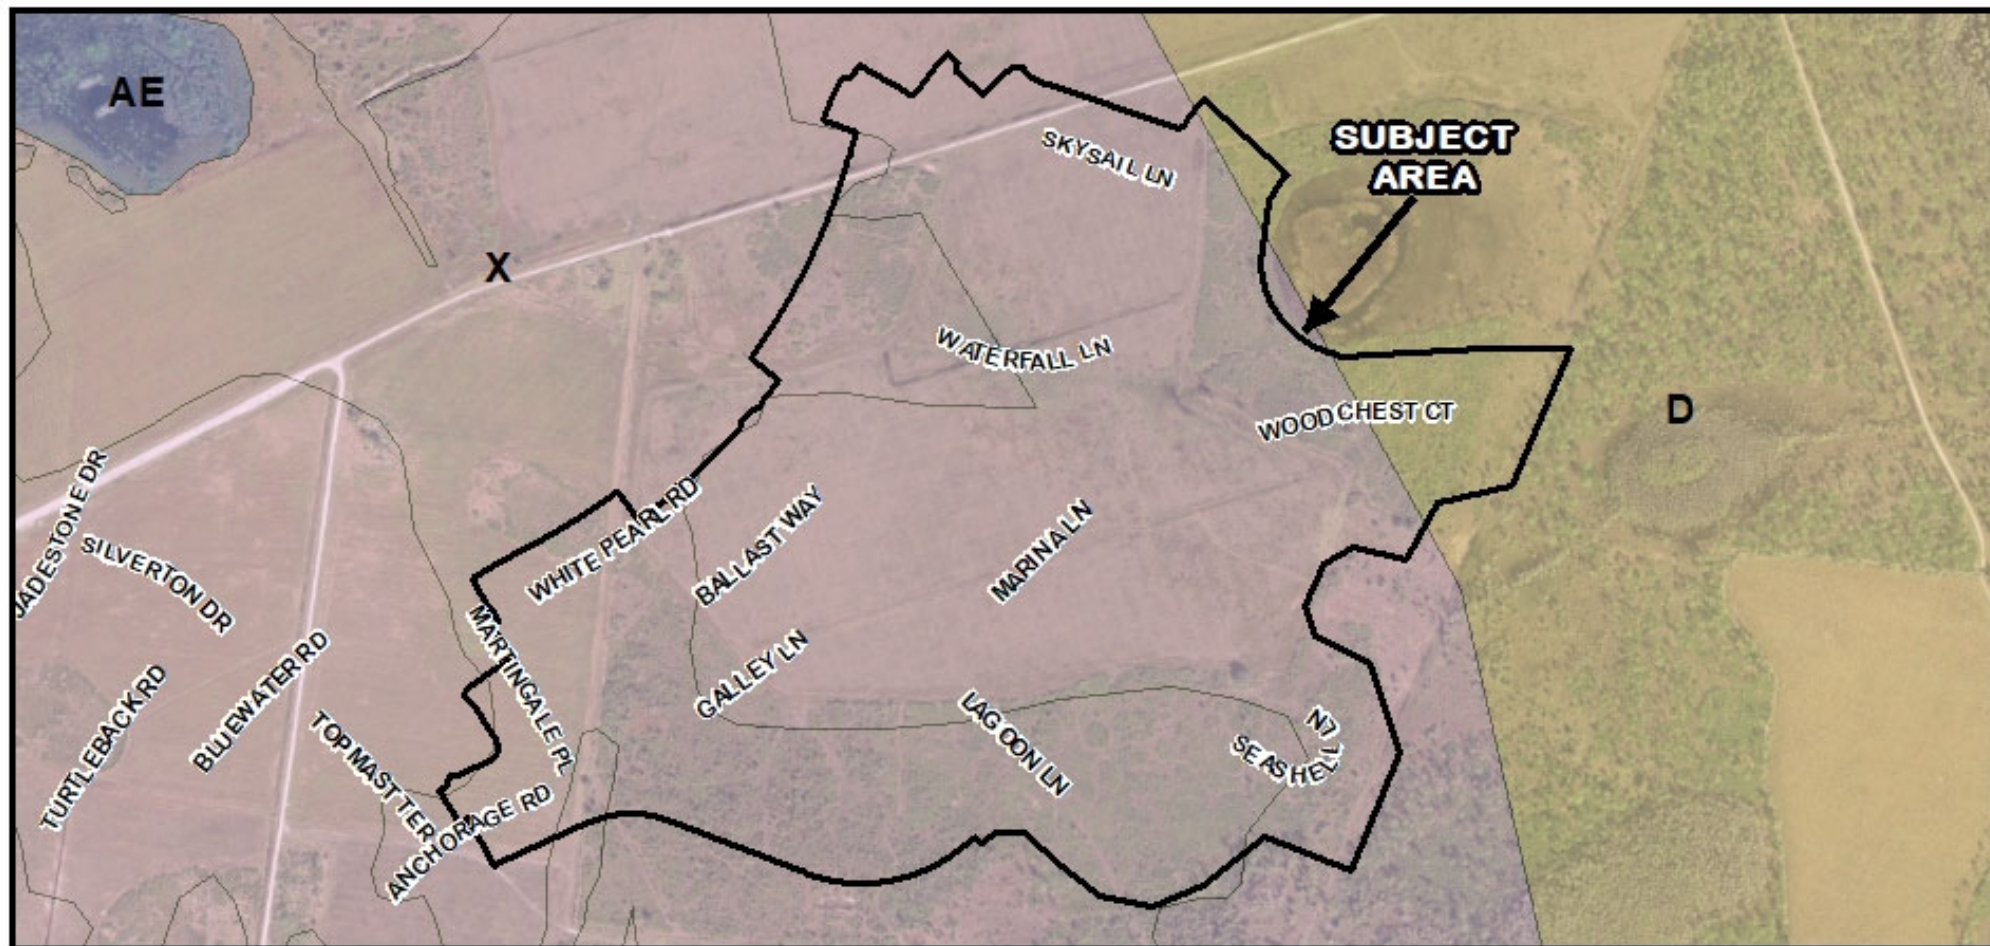 AE
SUBJECT
AREA
SKYSAIL LN
X
WATERFALL LN
WOODCHEST CT
D
JADESTONE DR
SILVERTON DR
WHITE PEARL RD
BALLAST WAY
MARINA LN
MARTINGALE PL
GALLEY LN
TURTLEBACK RD
BLUEWATER RD
TOPMAST TER
LAGOON LN
SEASHELL LN
ANCHORAGE RD